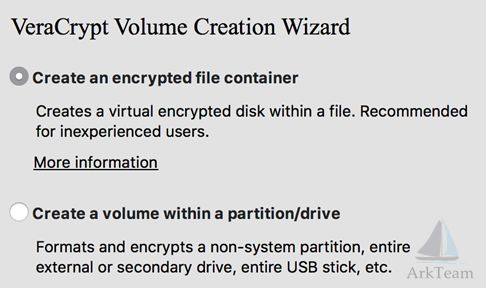 VeraCrypt Volume Creation Wizard
Create an encrypted file container
Creates a virtual encrypted disk within a file. Recommended
for inexperienced users.
More information
Create a volume within a partition/drive
Formats and encrypts a non-system partition, entire
external or secondary drive, entire USB stick, etc.
ArkTeam